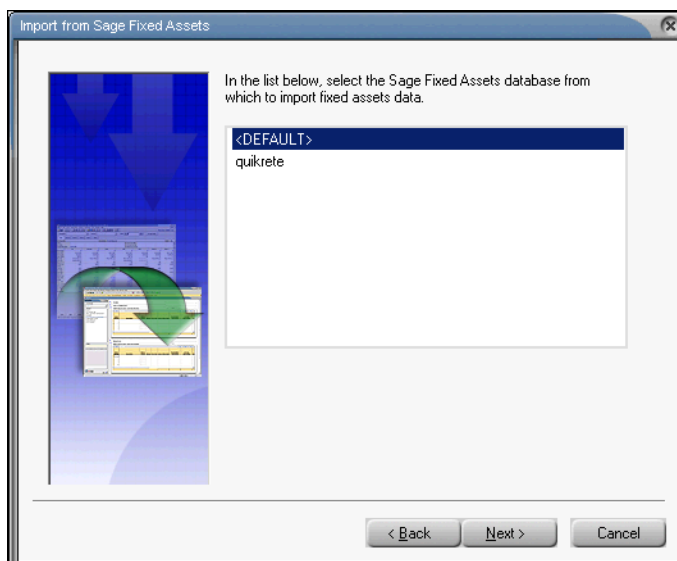 Import from Sage Fixed Assets
In the list below, select the Sage Fixed Assets database from
which to import fixed assets data.
<DEFAULT>
quikrete
< Back
Next >
Cancel